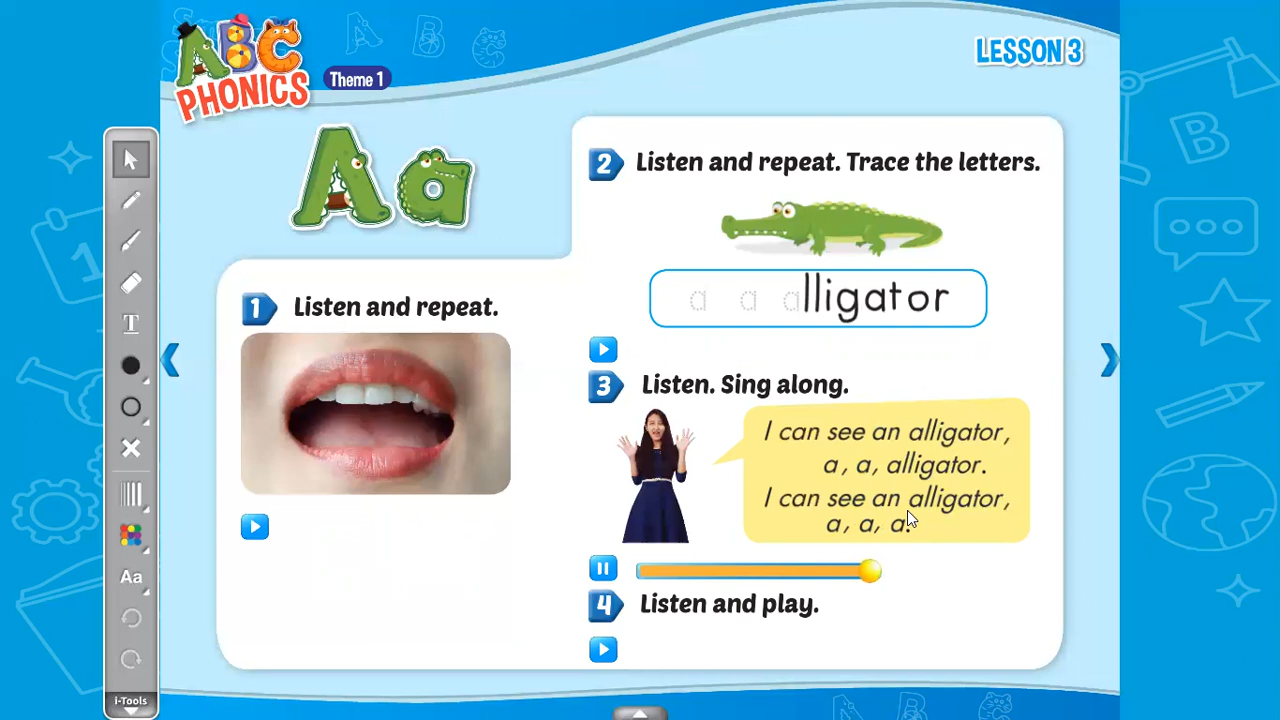 ABC
PHONICS
Theme 1
LESSON 3
Aa
1 Listen and repeat.
2 Listen and repeat. Trace the letters.
a a alligator
3 Listen. Sing along.
I can see an alligator,
a, a, alligator.
I can see an alligator,
a, a, a.
4 Listen and play.
T
Aa
i-Tools